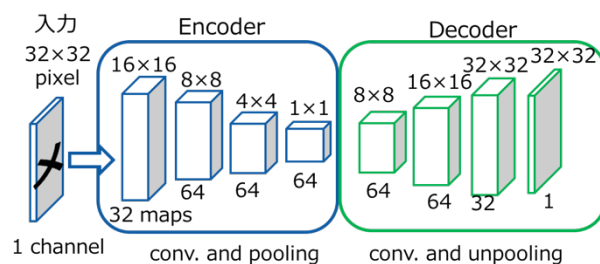 入力
32×32
pixel
1 channel
Encoder
16×16
8×8
4×4
1×1
32 maps
64
64
64
conv. and pooling
Decoder
8×8
16×16
32×32
32×32
64
64
32
1
conv. and unpooling